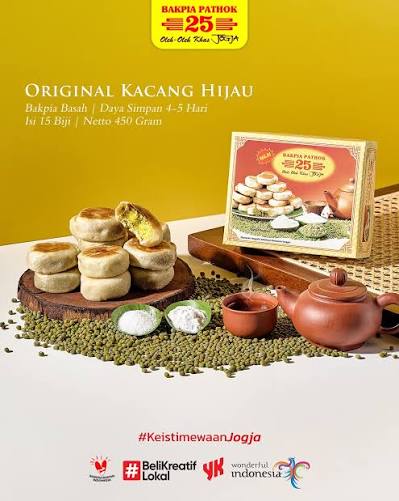 BAKPIA PATHOK
25
Oleh-Oleh Khas JOGJA
ORIGINAL KACANG HIJAU
Bakpia Basah | Daya Simpan 4-5 Hari
Isi 15 Biji | Netto 450 Gram
BAKPIA PATHOK
25
Oleh-Oleh Khas JOGJA
#KeistimewaanJogja
#BeliKreatif
Lokal
YK
wonderful
indonesia